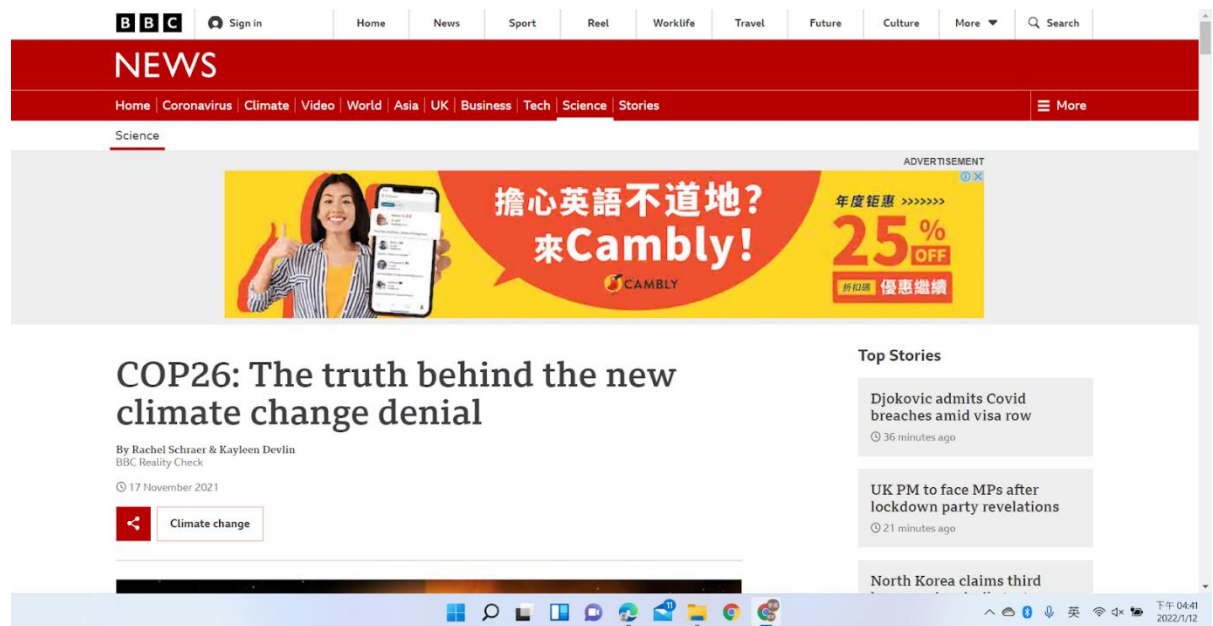 BBC Sign in Home News Sport Reel Worklife Travel Future Culture More Search
NEWS
Home Coronavirus Climate Video World Asia UK Business Tech Science Stories More
Science
ADVERTISEMENT
擔心英語不道地?
來Cambly!
CAMBLY
年度鉅惠 >>>>>>>
25% OFF
折扣碼 優惠繼續
COP26: The truth behind the new
climate change denial
By Rachel Schraer & Kayleen Devlin
BBC Reality Check
17 November 2021
Climate change
Top Stories
Djokovic admits Covid
breaches amid visa row
36 minutes ago
UK PM to face MPs after
lockdown party revelations
21 minutes ago
North Korea claims third
英
下午 04:41
2022/1/12